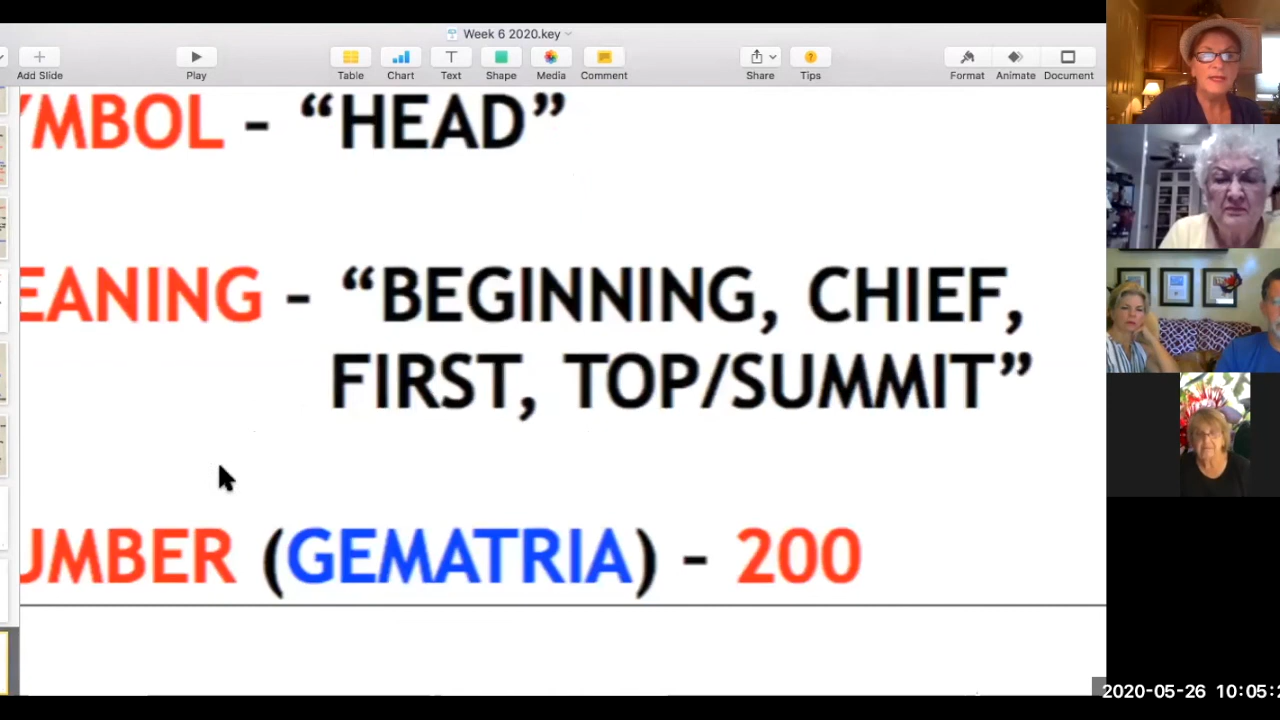 Week 6 2020.key
Add Slide
Play
Table
Chart
Text
Shape
Media
Comment
Share
Tips
Format
Animate
Document
YMBOL - “HEAD”
EANING - “BEGINNING, CHIEF,
FIRST, TOP/SUMMIT”
UMBER (GEMATRIA) - 200
2020-05-26 10:05:2